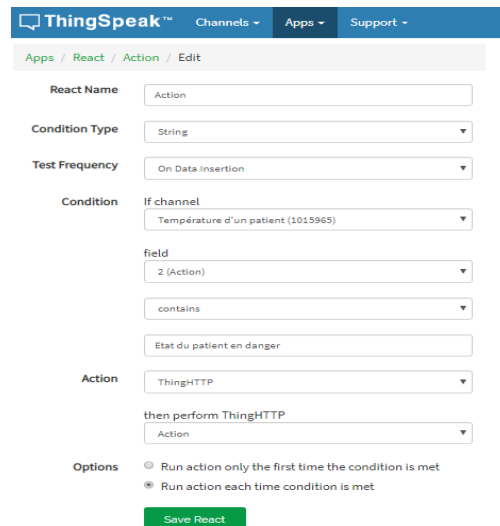 ThingSpeak™ Channels Apps Support
Apps / React / Action / Edit
React Name Action
Condition Type String
Test Frequency On Data Insertion
Condition If channel
Température d'un patient (1015965)
field
2 (Action)
contains
Etat du patient en danger
Action ThingHTTP
then perform ThingHTTP
Action
Options Run action only the first time the condition is met
Run action each time condition is met
Save React